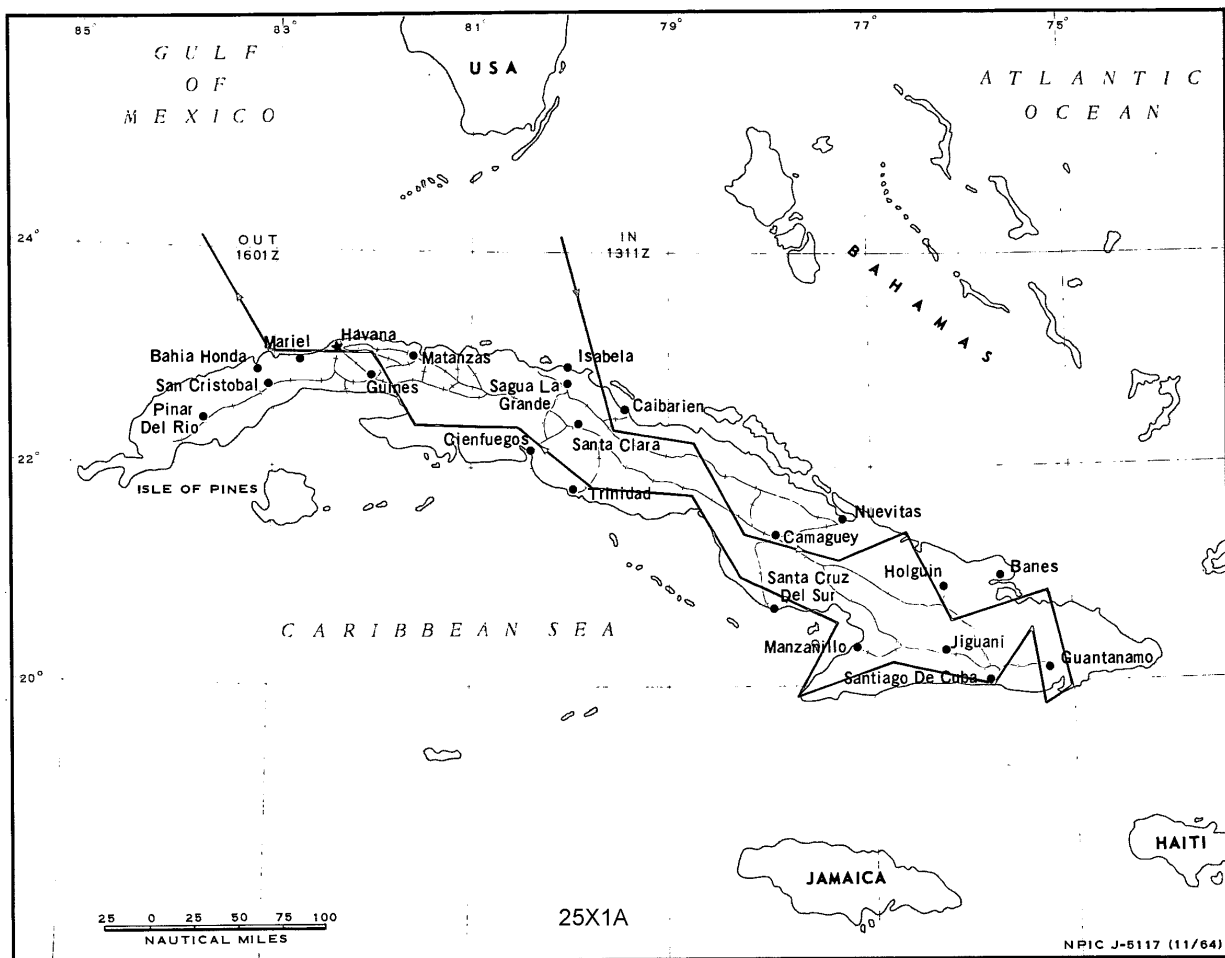 85° 83° 81° 79° 77° 75°
GULF
OF
MEXICO
USA
ATLANTIC
OCEAN
24°
OUT
1601Z
IN
1311Z
BAHAMAS
Mariel
Havana
Bahia Honda
Matanzas
Isabela
San Cristobal
Guines
Sagua La
Grande
Caibarien
Pinar
Del Rio
Cienfuegos
Santa Clara
22°
ISLE OF PINES
Trinidad
Nuevitas
Camaguey
Holguin
Banes
Santa Cruz
Del Sur
CARIBBEAN SEA
Manzanillo
Jiguani
Guantanamo
20°
Santiago De Cuba
HAITI
JAMAICA
25 0 25 50 75 100
NAUTICAL MILES
25X1A
NPIC J-5117 (11/64)